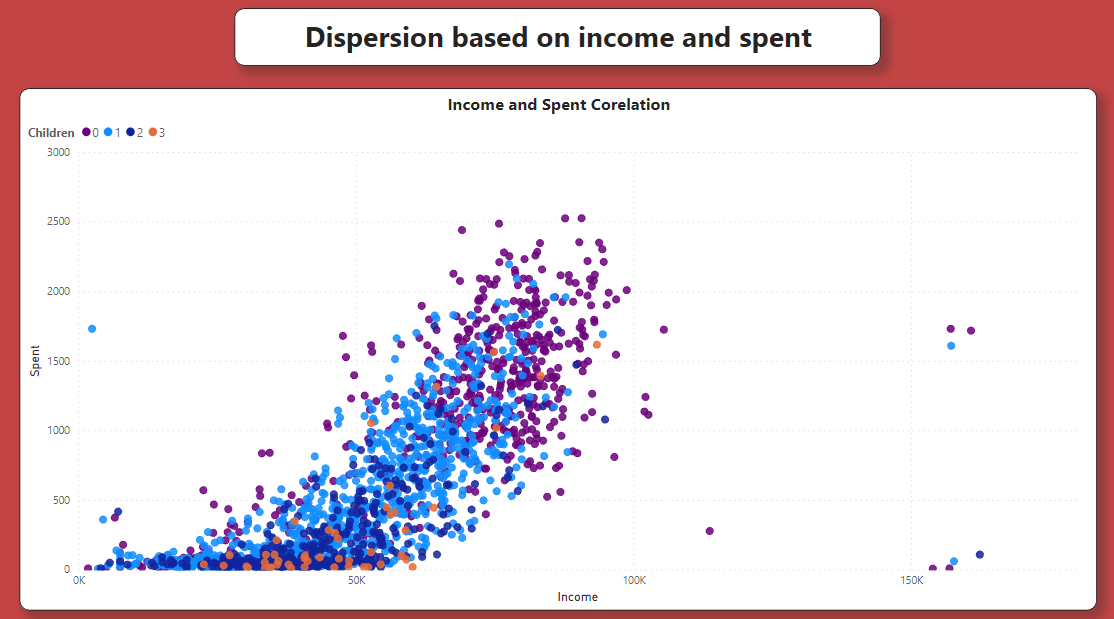 Dispersion based on income and spent
Income and Spent Corelation
Children 0 1 2 3
3000
2500
2000
1500
1000
500
0
Spent
0K 50K 100K 150K
Income